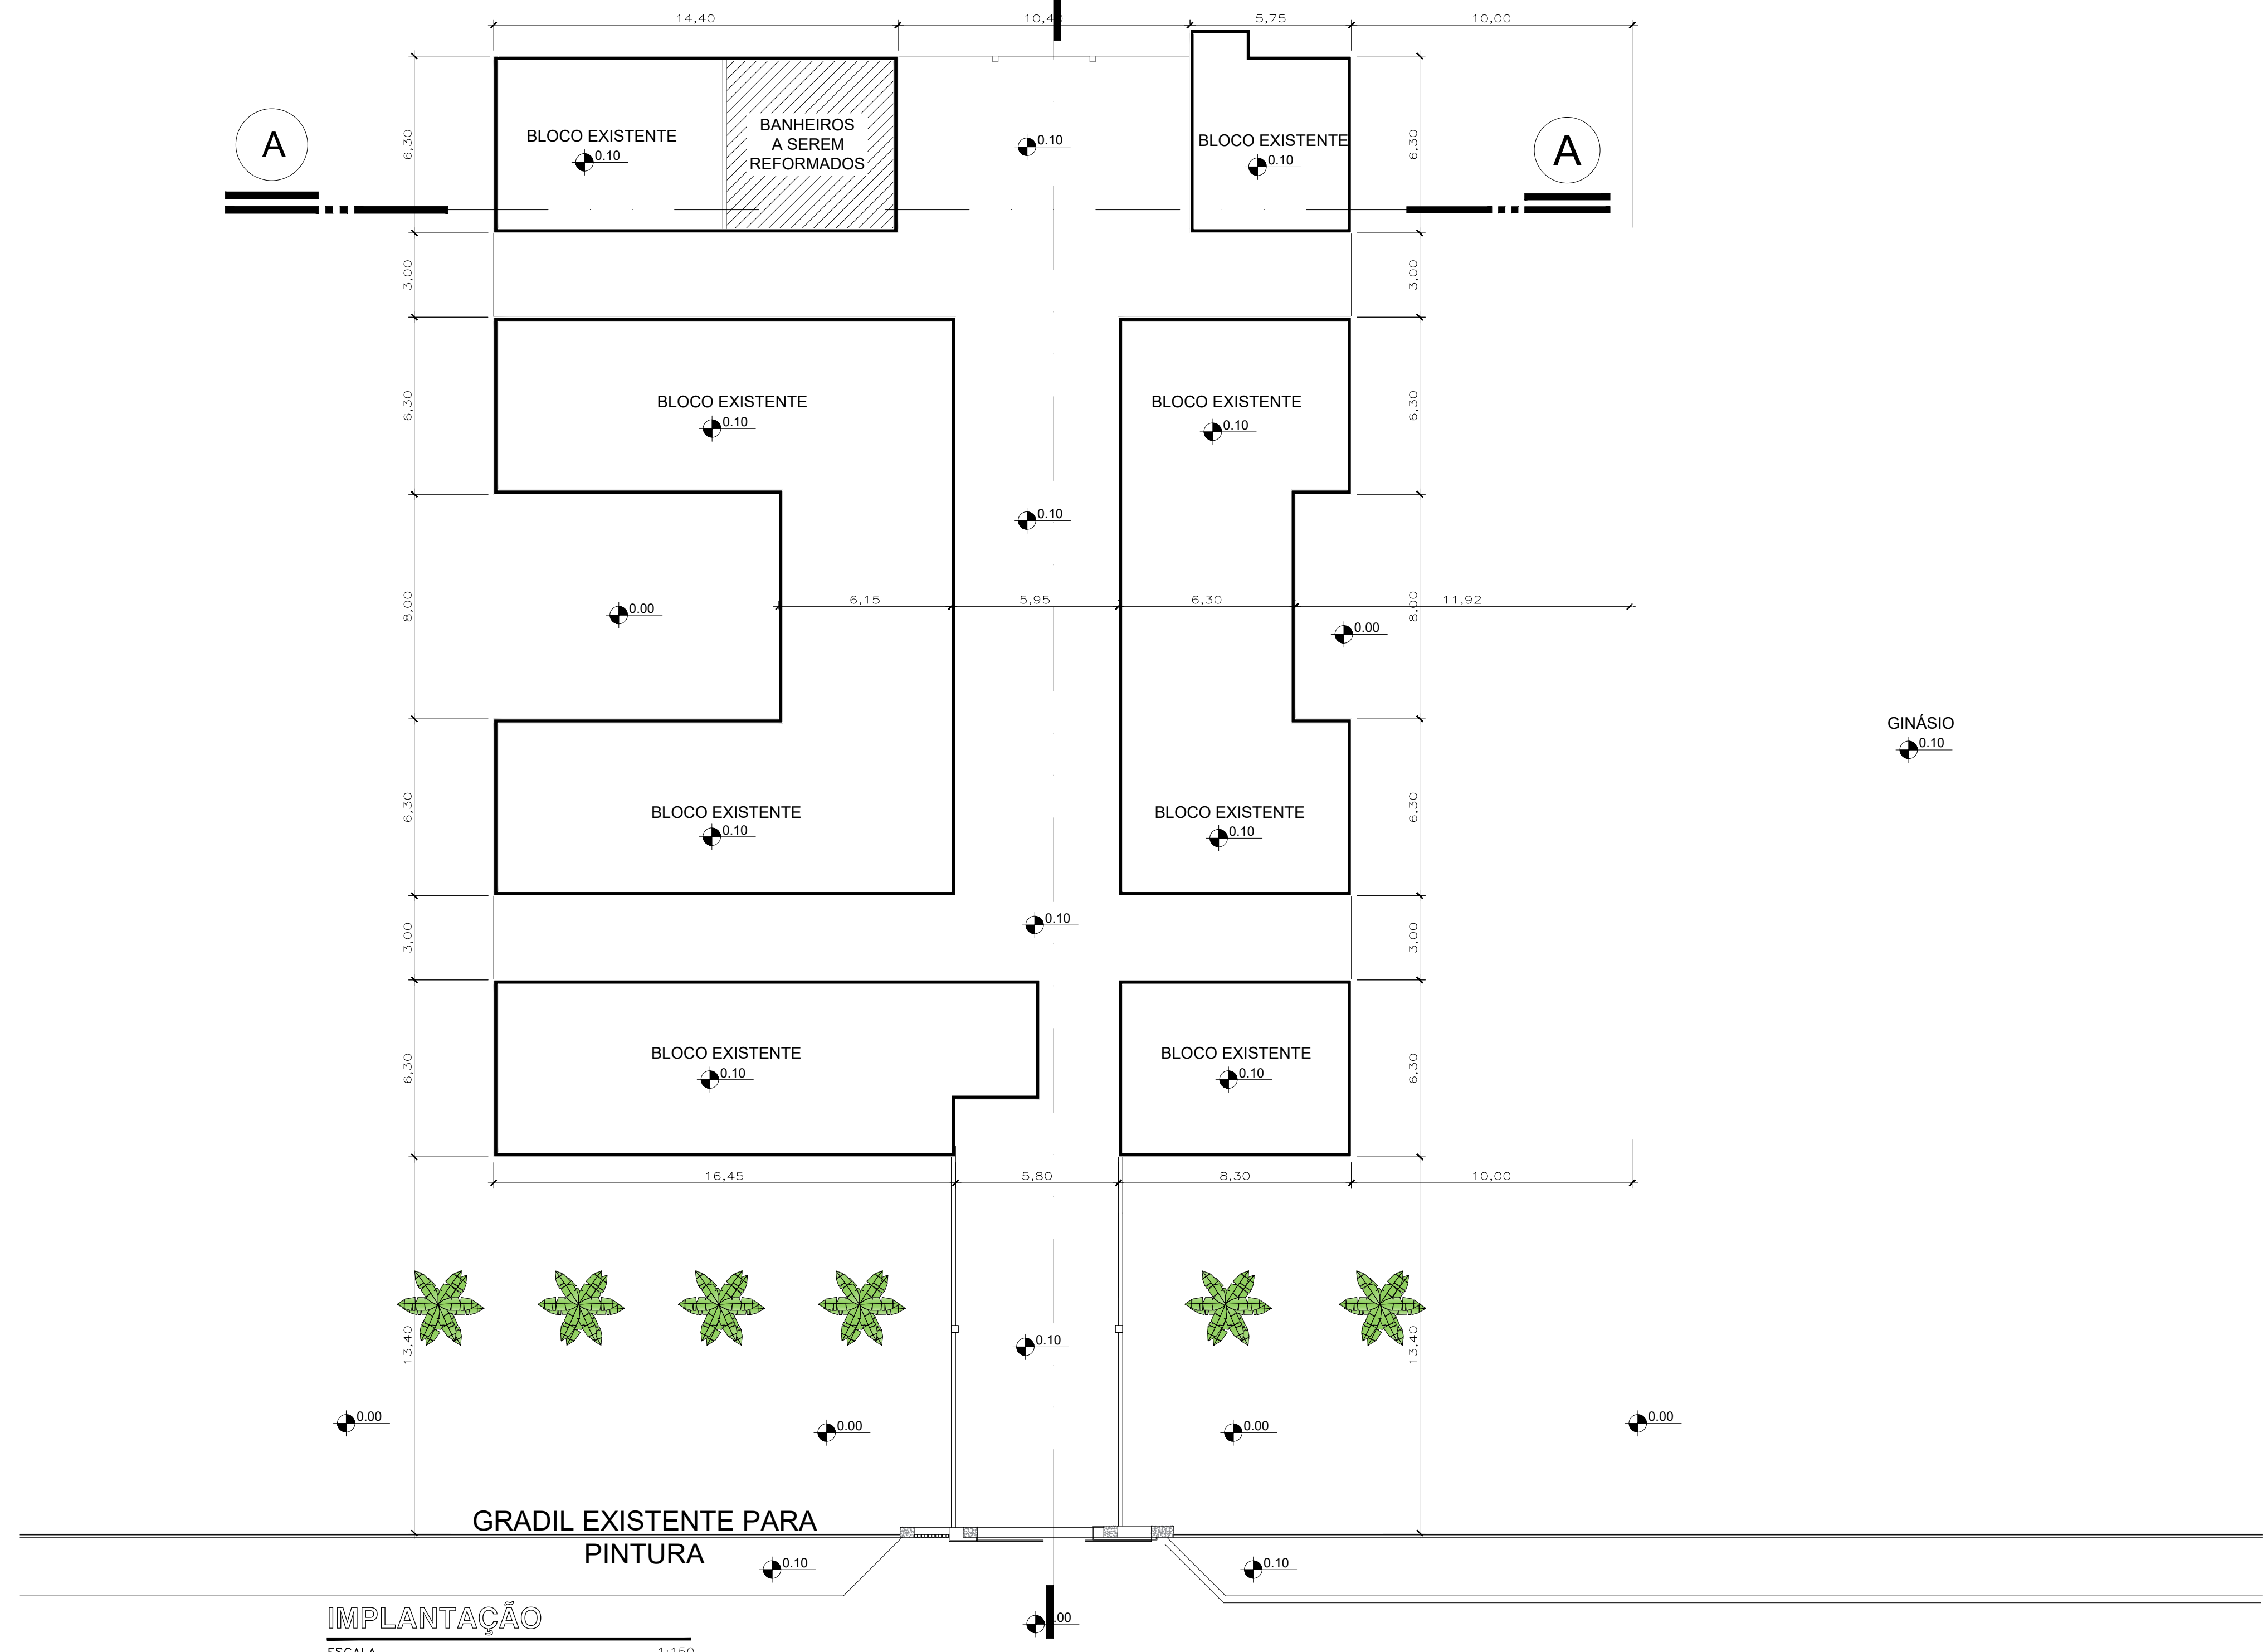 14,40
10,4
5,75
10,00
A
A
6,30
BLOCO EXISTENTE
0.10
BANHEIROS
A SEREM
REFORMADOS
0.10
BLOCO EXISTENTE
0.10
6,30
3,00
3,00
6,30
BLOCO EXISTENTE
0.10
BLOCO EXISTENTE
0.10
6,30
0.10
8,00
0.00
6,15
5,95
6,30
11,92
8,00
0.00
GINÁSIO
0.10
6,30
BLOCO EXISTENTE
0.10
BLOCO EXISTENTE
0.10
6,30
3,00
0.10
3,00
6,30
BLOCO EXISTENTE
0.10
BLOCO EXISTENTE
0.10
6,30
16,45
5,80
8,30
10,00
13,40
0.10
13,40
0.00
0.00
0.00
0.00
GRADIL EXISTENTE PARA
PINTURA
0.10
0.10
IMPLANTAÇÃO
.00
ESCALA
1:150